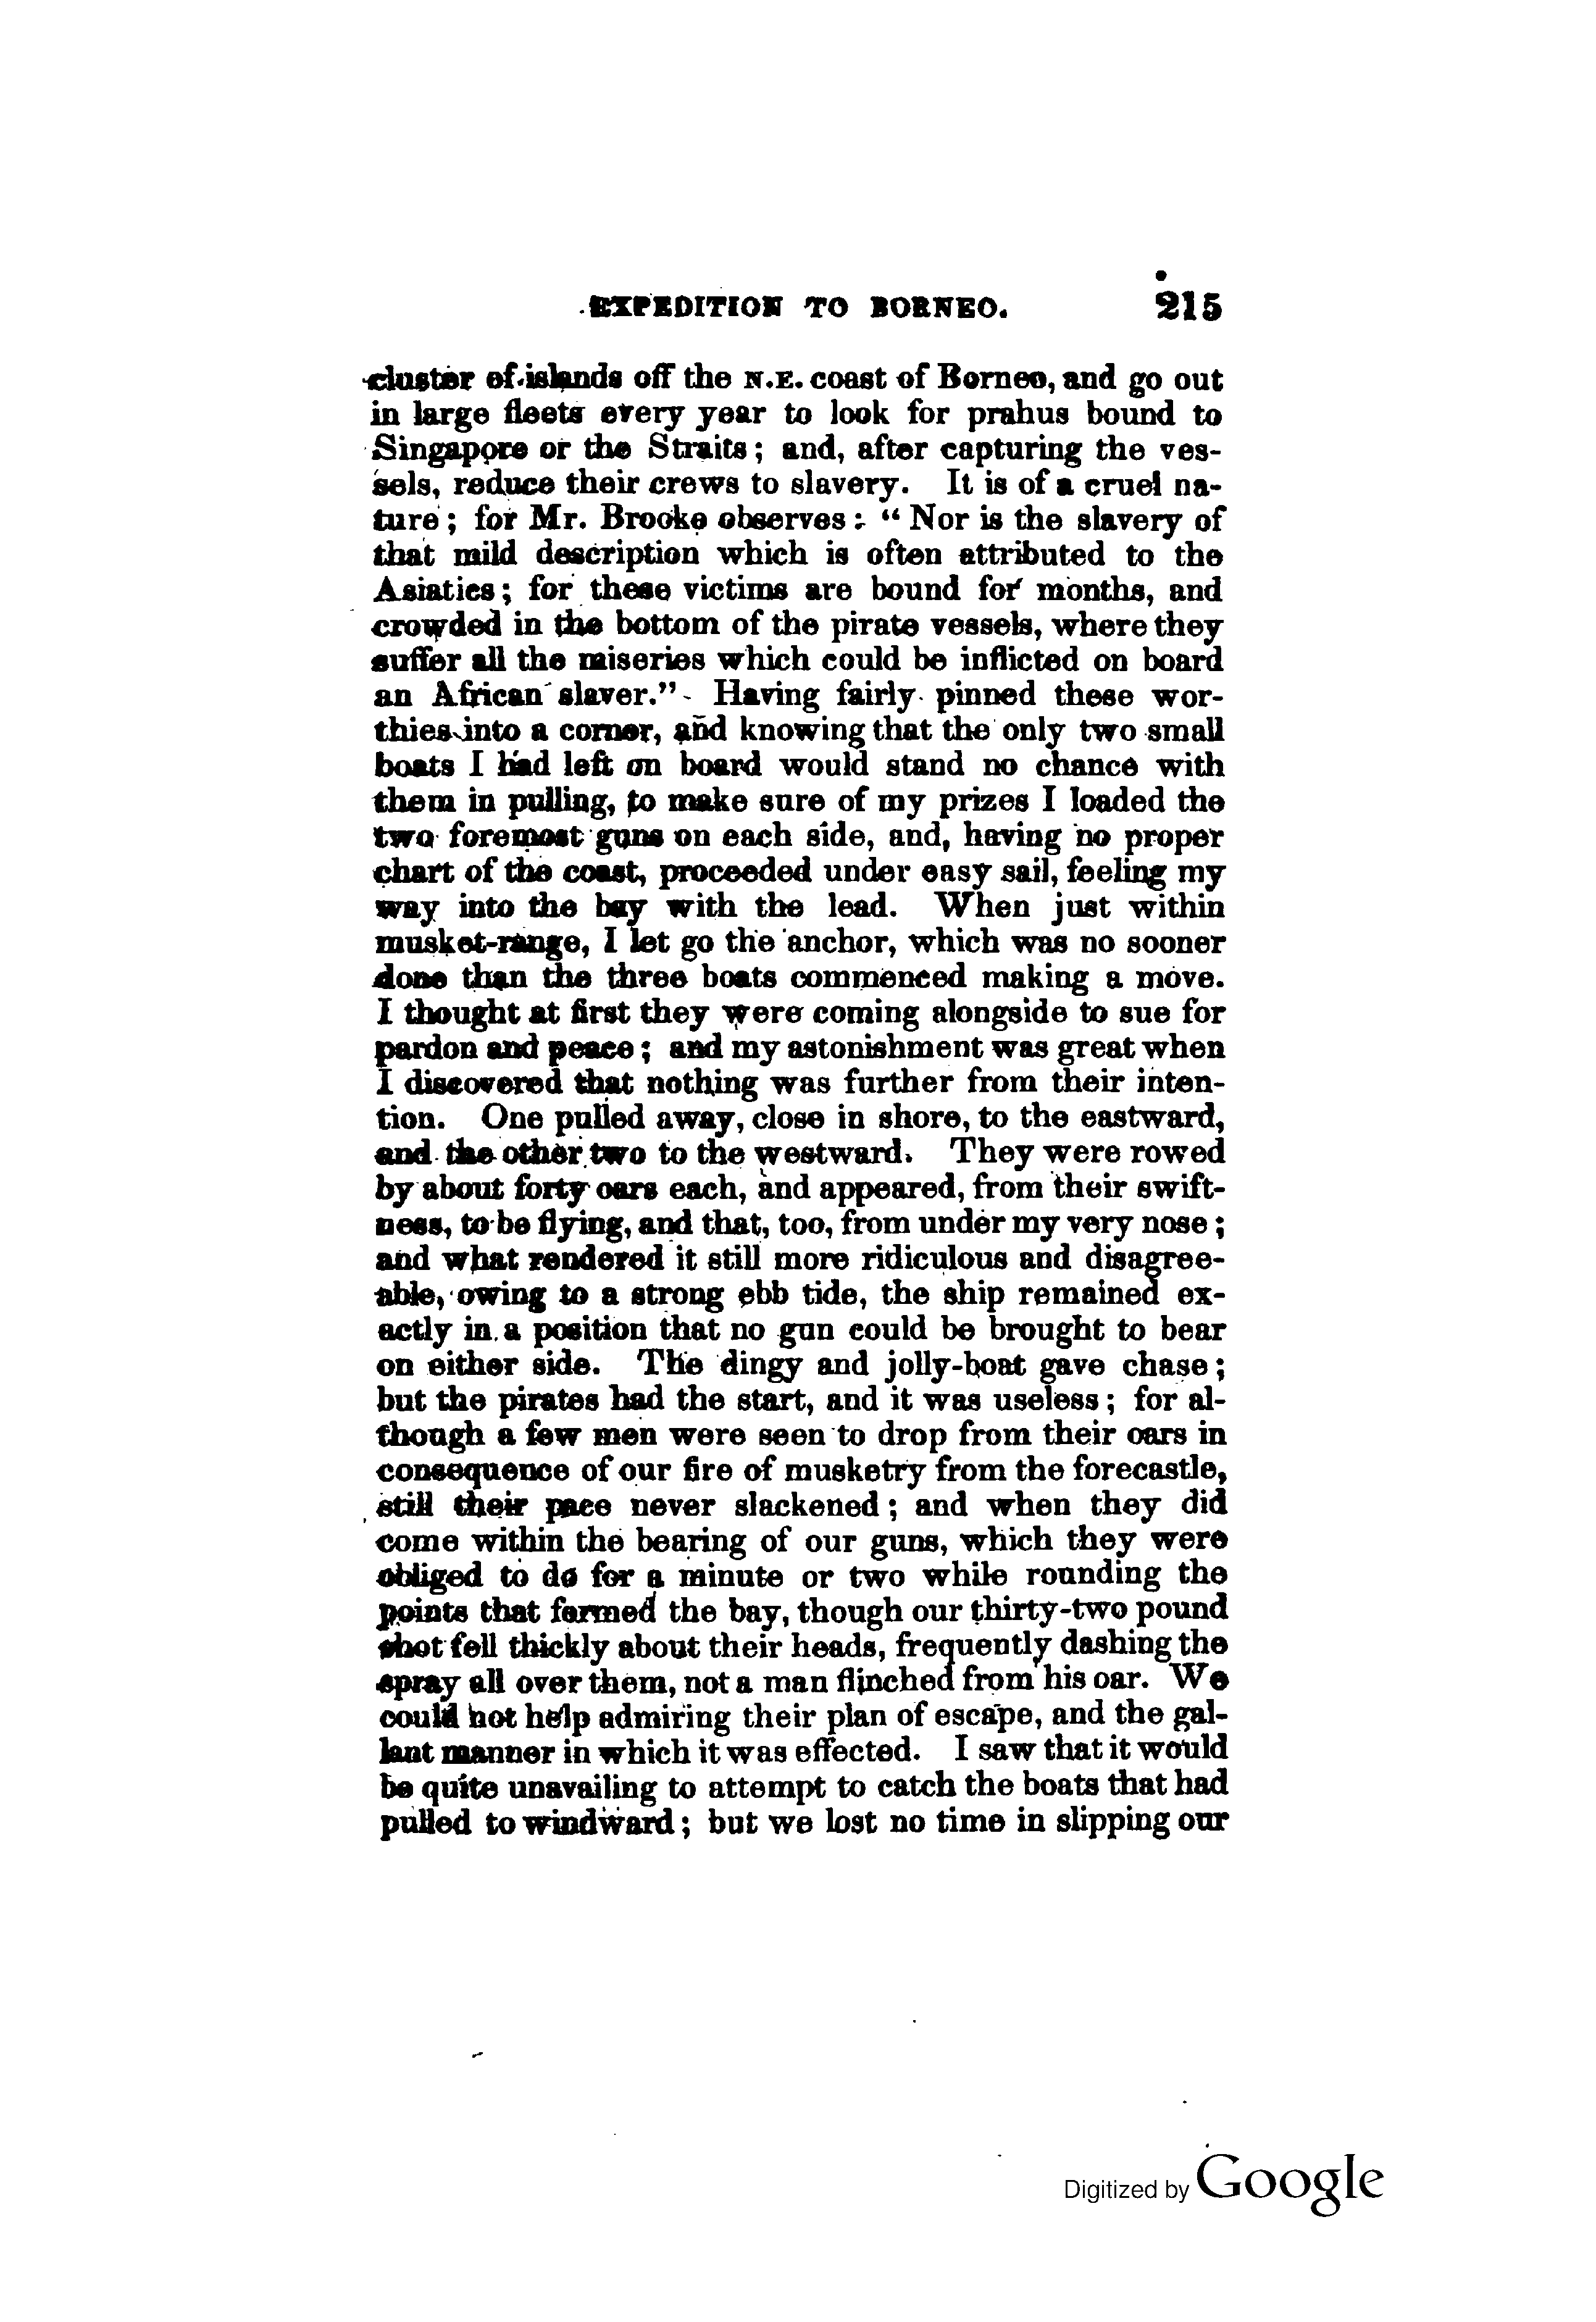 EXPEDITION TO BORNEO. 215
cluster of islands off the N.E. coast of Borneo, and go out
in large fleets every year to look for prahus bound to
Singapore or the Straits; and, after capturing the ves-
sels, reduce their crews to slavery. It is of a cruel na-
ture; for Mr. Brooke observes: “Nor is the slavery of
that mild description which is often attributed to the
Asiatics; for these victims are bound for months, and
crowded in the bottom of the pirate vessels, where they
suffer all the miseries which could be inflicted on board
an African slaver.” Having fairly pinned these wor-
thies into a corner, and knowing that the only two small
boats I had left on board would stand no chance with
them in pulling, to make sure of my prizes I loaded the
two foremost guns on each side, and, having no proper
chart of the coast, proceeded under easy sail, feeling my
way into the bay with the lead. When just within
musket-range, I let go the anchor, which was no sooner
done than the three boats commenced making a move.
I thought at first they were coming alongside to sue for
pardon and peace; and my astonishment was great when
I discovered that nothing was further from their inten-
tion. One pulled away, close in shore, to the eastward,
and the other two to the westward. They were rowed
by about forty oars each, and appeared, from their swift-
ness, to be flying, and that, too, from under my very nose;
and what rendered it still more ridiculous and disagree-
able, owing to a strong ebb tide, the ship remained ex-
actly in a position that no gun could be brought to bear
on either side. The dingy and jolly-boat gave chase;
but the pirates had the start, and it was useless; for al-
though a few men were seen to drop from their oars in
consequence of our fire of musketry from the forecastle,
still their pace never slackened; and when they did
come within the bearing of our guns, which they were
obliged to do for a minute or two while rounding the
points that formed the bay, though our thirty-two pound
shot fell thickly about their heads, frequently dashing the
spray all over them, not a man flinched from his oar. We
could not help admiring their plan of escape, and the gal-
lant manner in which it was effected. I saw that it would
be quite unavailing to attempt to catch the boats that had
pulled to windward; but we lost no time in slipping our
Digitized by Google